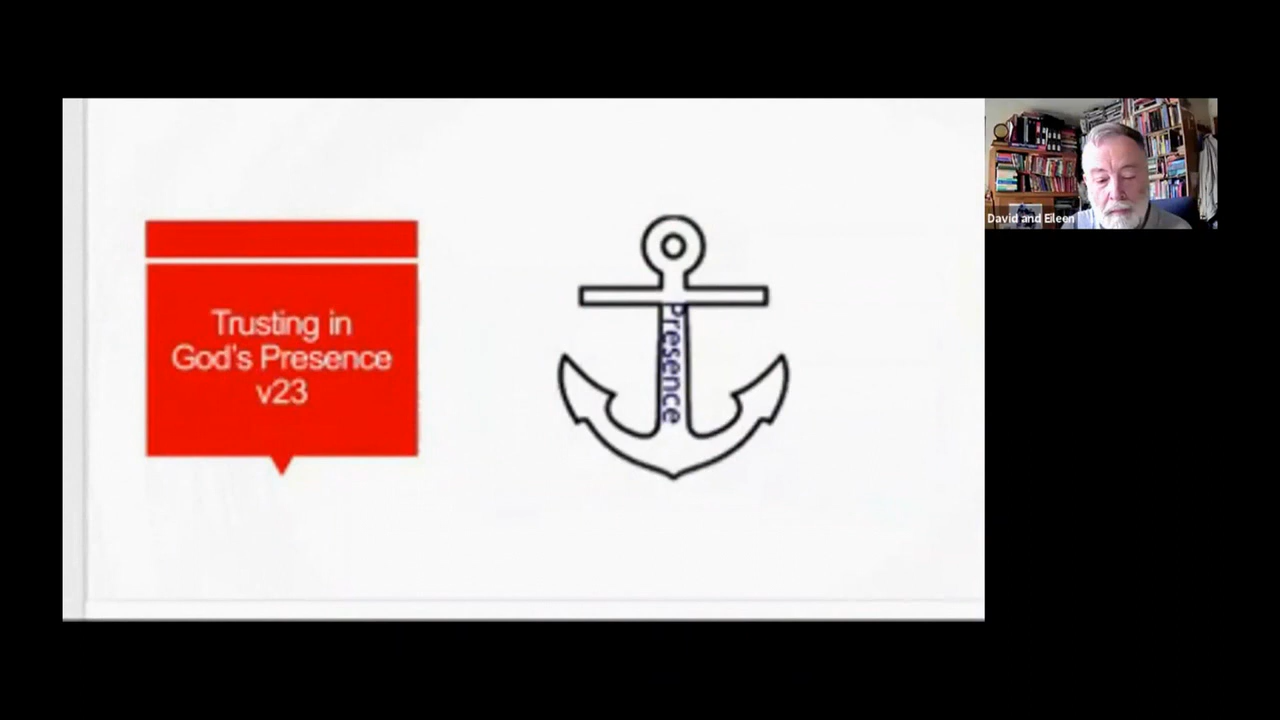 Trusting in
God's Presence
v23
Presence
David and Eileen